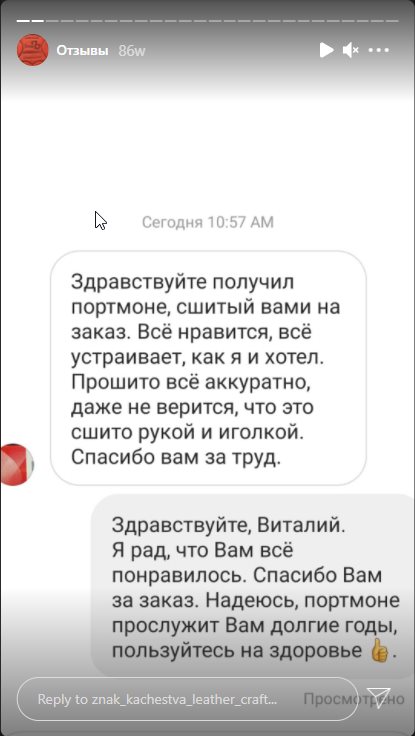 Отзывы 86w
Сегодня 10:57 AM
Здравствуйте получил
портмоне, сшитый вами на
заказ. Всё нравится, всё
устраивает, как я и хотел.
Прошито всё аккуратно,
даже не верится, что это
сшито рукой и иголкой.
Спасибо вам за труд.
Здравствуйте, Виталий.
Я рад, что Вам всё
понравилось. Спасибо Вам
за заказ. Надеюсь, портмоне
прослужит Вам долгие годы,
пользуйтесь на здоровье 👍.
Reply to znak_kachestva_leather_craft...
Просмотрено